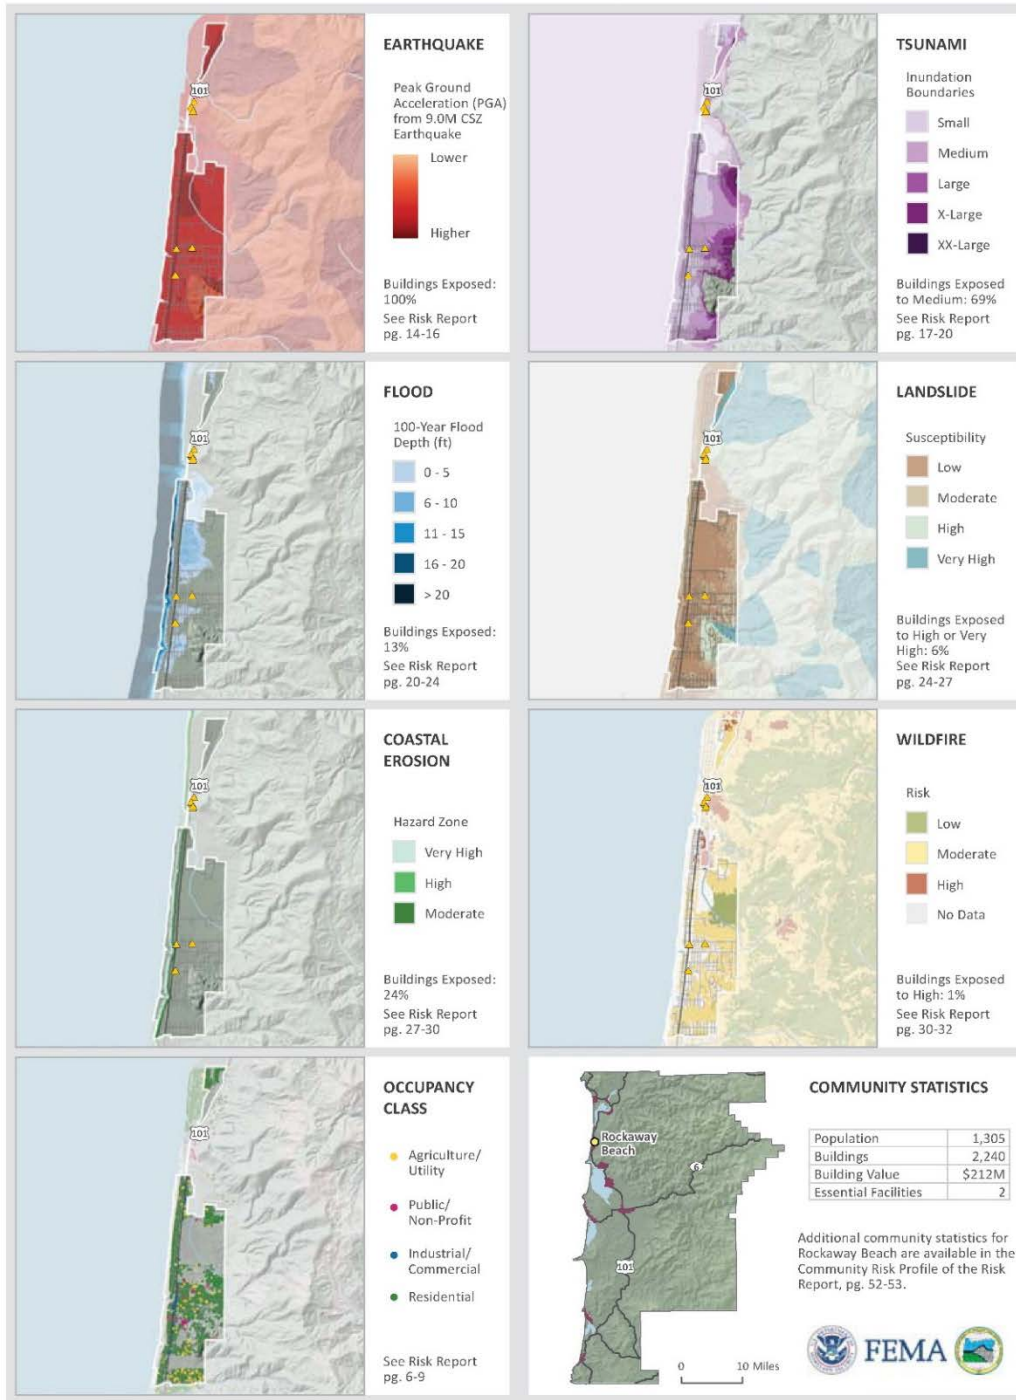 EARTHQUAKE
Peak Ground
Acceleration (PGA)
from 9.0M CSZ
Earthquake
Lower
Higher
Buildings Exposed:
100%
See Risk Report
pg. 14-16
101
TSUNAMI
Inundation
Boundaries
Small
Medium
Large
X-Large
XX-Large
Buildings Exposed
to Medium: 69%
See Risk Report
pg. 17-20
101
FLOOD
100-Year Flood
Depth (ft)
0 - 5
6 - 10
11 - 15
16 - 20
> 20
Buildings Exposed:
13%
See Risk Report
pg. 20-24
101
LANDSLIDE
Susceptibility
Low
Moderate
High
Very High
Buildings Exposed
to High or Very
High: 6%
See Risk Report
pg. 24-27
101
COASTAL
EROSION
Hazard Zone
Very High
High
Moderate
Buildings Exposed:
24%
See Risk Report
pg. 27-30
101
WILDFIRE
Risk
Low
Moderate
High
No Data
Buildings Exposed
to High: 1%
See Risk Report
pg. 30-32
101
OCCUPANCY
CLASS
Agriculture/
Utility
Public/
Non-Profit
Industrial/
Commercial
Residential
See Risk Report
pg. 6-9
101
Rockaway
Beach
6
101
0 10 Miles
COMMUNITY STATISTICS
Population 1,305
Buildings 2,240
Building Value $212M
Essential Facilities 2
Additional community statistics for
Rockaway Beach are available in the
Community Risk Profile of the Risk
Report, pg. 52-53.
FEMA